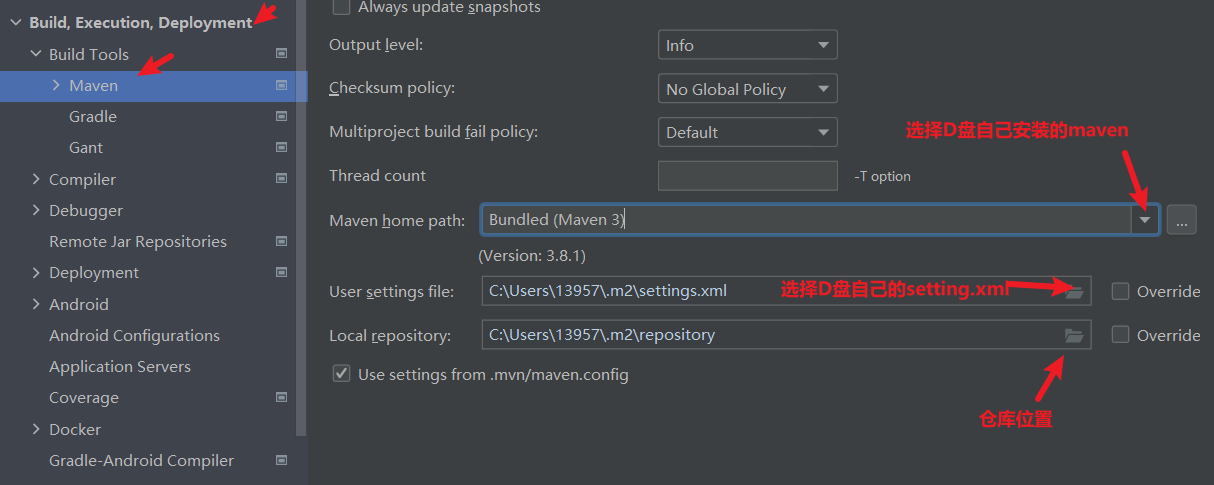 Build, Execution, Deployment
Build Tools
Maven
Gradle
Gant
Compiler
Debugger
Remote Jar Repositories
Deployment
Android
Android Configurations
Application Servers
Coverage
Docker
Gradle-Android Compiler
Always update snapshots
Output level: Info
Checksum policy: No Global Policy
Multiproject build fail policy: Default
选择D盘自己安装的maven
Thread count -T option
Maven home path: Bundled (Maven 3) ...
(Version: 3.8.1)
User settings file: C:\Users\13957\.m2\settings.xml 选择D盘自己的setting.xml Override
Local repository: C:\Users\13957\.m2\repository Override
Use settings from .mvn/maven.config
仓库位置